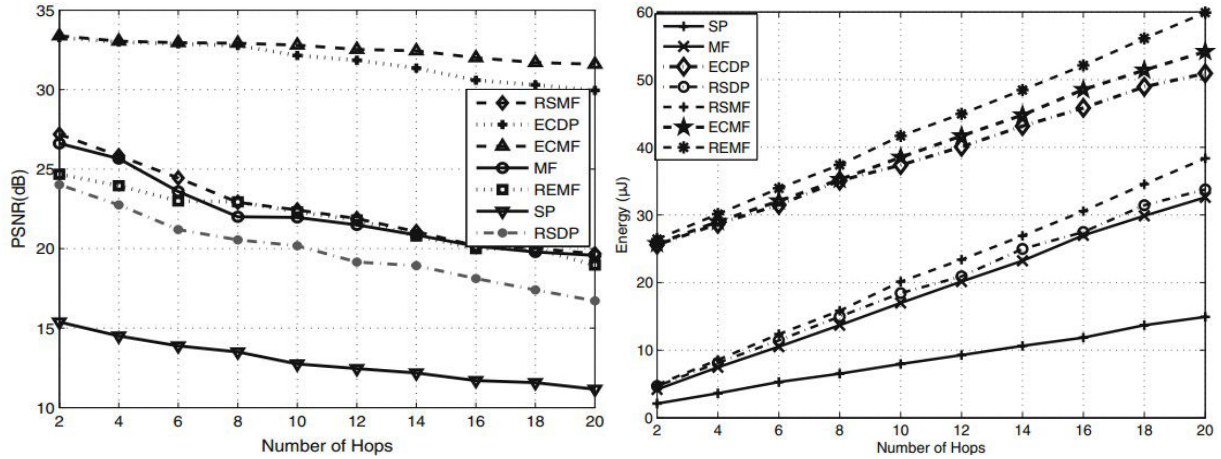 35
30
25
20
15
10
PSNR(dB)
2 4 6 8 10 12 14 16 18 20
Number of Hops
RSMF
ECDP
ECMF
MF
REMF
SP
RSDP
60
50
40
30
20
10
0
Energy (µJ)
2 4 6 8 10 12 14 16 18 20
Number of Hops
SP
MF
ECDP
RSDP
RSMF
ECMF
REMF